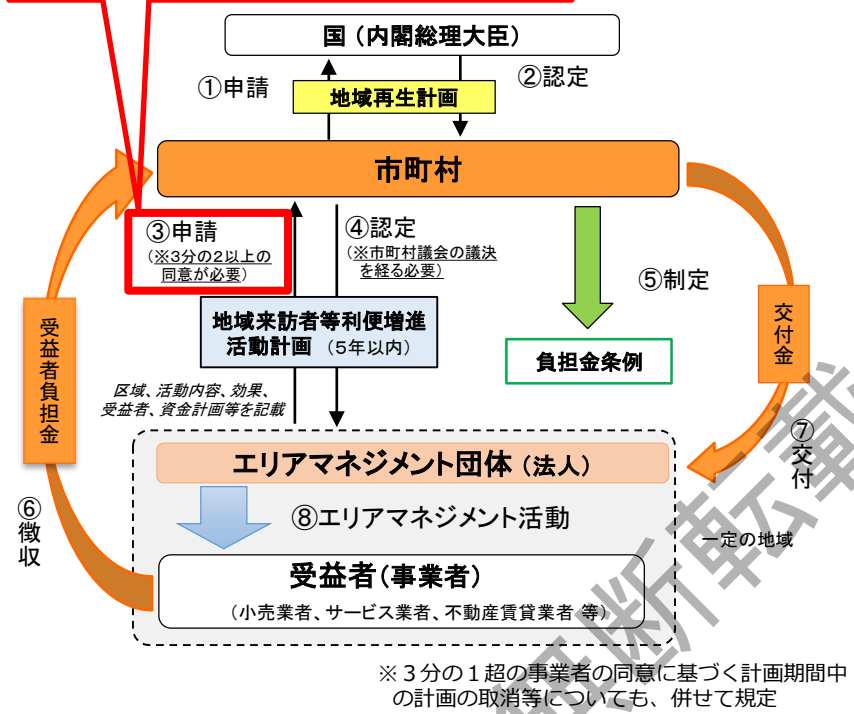 国（内閣総理大臣）
①申請
②認定
地域再生計画
市町村
③申請
（※3分の2以上の
同意が必要）
④認定
（※市町村議会の議決
を経る必要）
⑤制定
地域来訪者等利便増進
活動計画 （5年以内）
負担金条例
受益者負担金
交付金
区域、活動内容、効果、
受益者、資金計画等を記載
エリアマネジメント団体（法人）
⑦交付
⑥徴収
⑧エリアマネジメント活動
一定の地域
受益者（事業者）
（小売業者、サービス業者、不動産賃貸業者 等）
※３分の１超の事業者の同意に基づく計画期間中
の計画の取消等についても、併せて規定
断転載